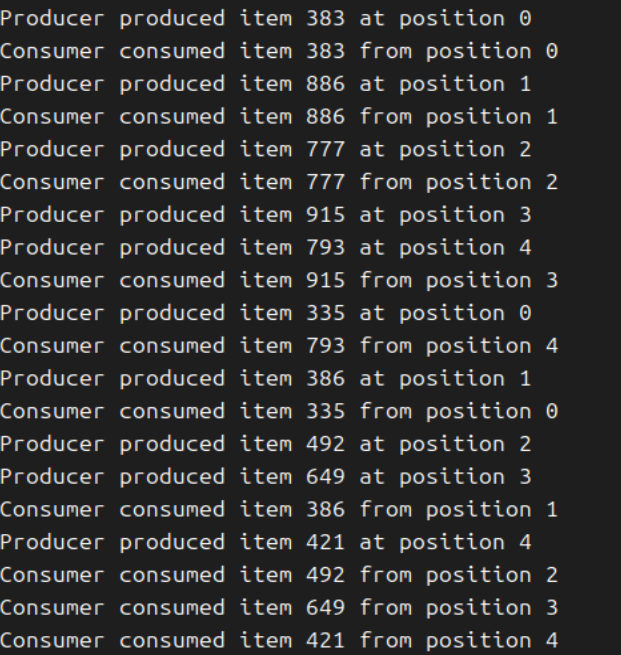 Producer produced item 383 at position 0
Consumer consumed item 383 from position 0
Producer produced item 886 at position 1
Consumer consumed item 886 from position 1
Producer produced item 777 at position 2
Consumer consumed item 777 from position 2
Producer produced item 915 at position 3
Producer produced item 793 at position 4
Consumer consumed item 915 from position 3
Producer produced item 335 at position 0
Consumer consumed item 793 from position 4
Producer produced item 386 at position 1
Consumer consumed item 335 from position 0
Producer produced item 492 at position 2
Producer produced item 649 at position 3
Consumer consumed item 386 from position 1
Producer produced item 421 at position 4
Consumer consumed item 492 from position 2
Consumer consumed item 649 from position 3
Consumer consumed item 421 from position 4